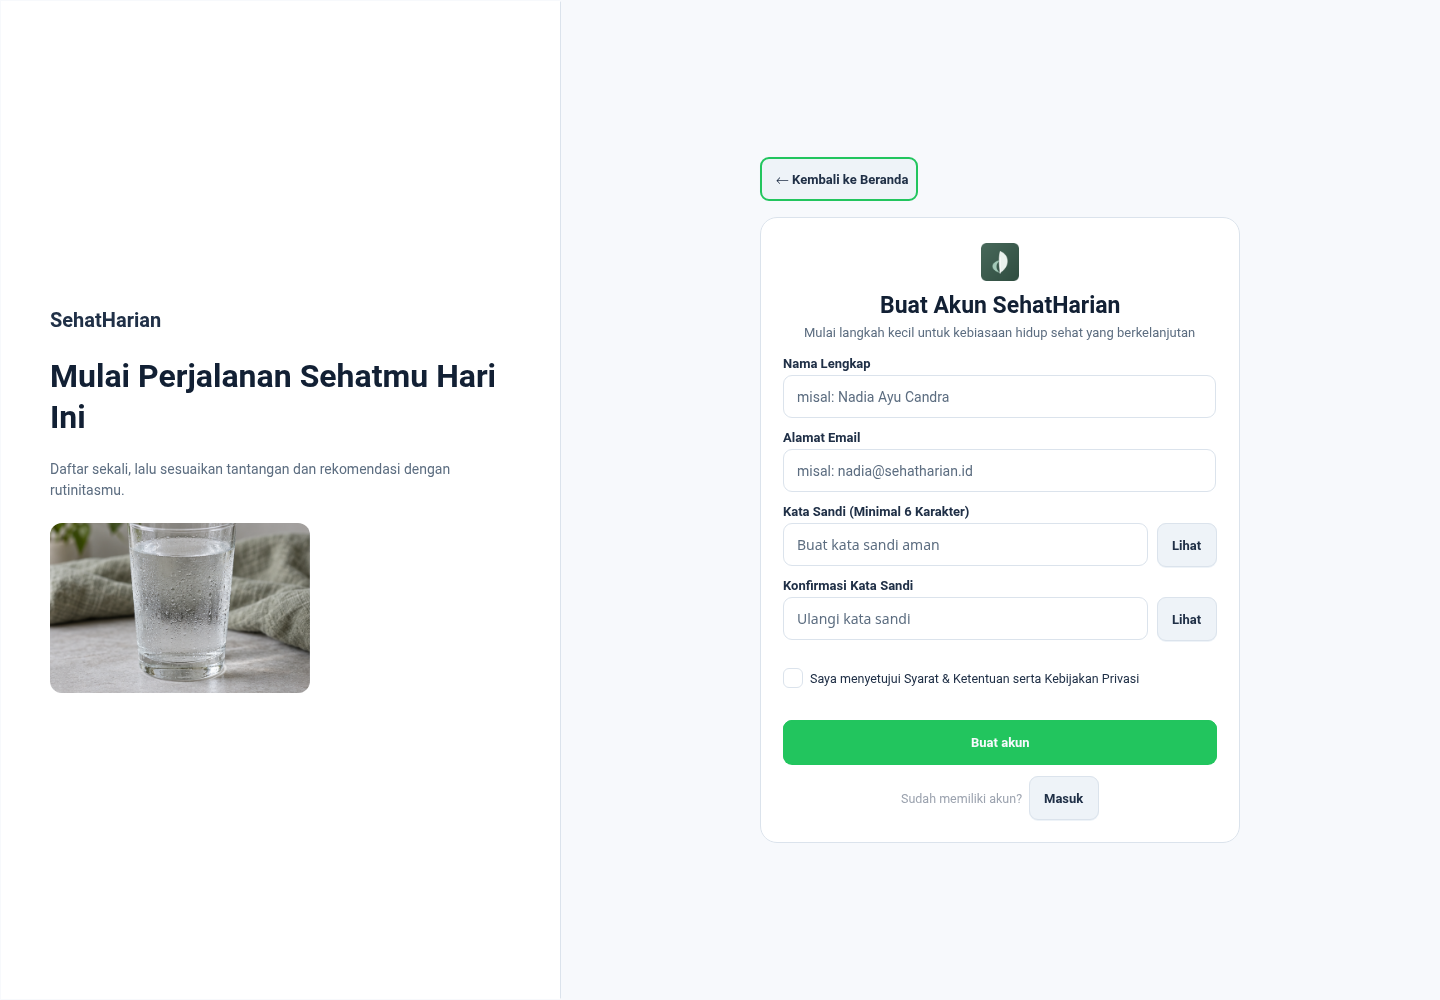 SehatHarian
Mulai Perjalanan Sehatmu Hari
Ini
Daftar sekali, lalu sesuaikan tantangan dan rekomendasi dengan
rutinitasmu.
← Kembali ke Beranda
Buat Akun SehatHarian
Mulai langkah kecil untuk kebiasaan hidup sehat yang berkelanjutan
Nama Lengkap
misal: Nadia Ayu Candra
Alamat Email
misal: nadia@sehatharian.id
Kata Sandi (Minimal 6 Karakter)
Buat kata sandi aman
Lihat
Konfirmasi Kata Sandi
Ulangi kata sandi
Lihat
Saya menyetujui Syarat & Ketentuan serta Kebijakan Privasi
Buat akun
Sudah memiliki akun? Masuk